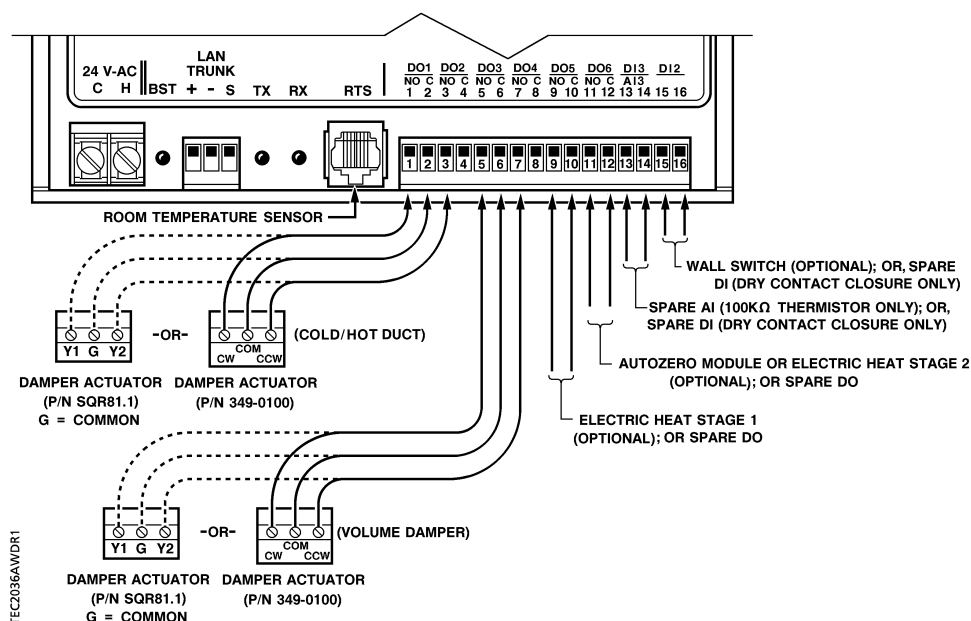 24 V-AC
C H
BST
LAN
TRUNK
+ - S
TX RX
RTS
DO1 DO2 DO3 DO4 DO5 DO6 DI3 DI2
NO C NO C NO C NO C NO C NO C AI3
1 2 3 4 5 6 7 8 9 10 11 12 13 14 15 16
1 2 3 4 5 6 7 8 9 10 11 12 13 14 15 16
ROOM TEMPERATURE SENSOR
WALL SWITCH (OPTIONAL); OR, SPARE
DI (DRY CONTACT CLOSURE ONLY)
SPARE AI (100KΩ THERMISTOR ONLY); OR,
SPARE DI (DRY CONTACT CLOSURE ONLY)
AUTOZERO MODULE OR ELECTRIC HEAT STAGE 2
(OPTIONAL); OR SPARE DO
ELECTRIC HEAT STAGE 1
(OPTIONAL); OR SPARE DO
Y1 G Y2
-OR-
CW COM CCW
(COLD/HOT DUCT)
DAMPER ACTUATOR
(P/N SQR81.1)
G = COMMON
DAMPER ACTUATOR
(P/N 349-0100)
Y1 G Y2
-OR-
CW COM CCW
(VOLUME DAMPER)
DAMPER ACTUATOR
(P/N SQR81.1)
G = COMMON
DAMPER ACTUATOR
(P/N 349-0100)
TEC2036AWDR1